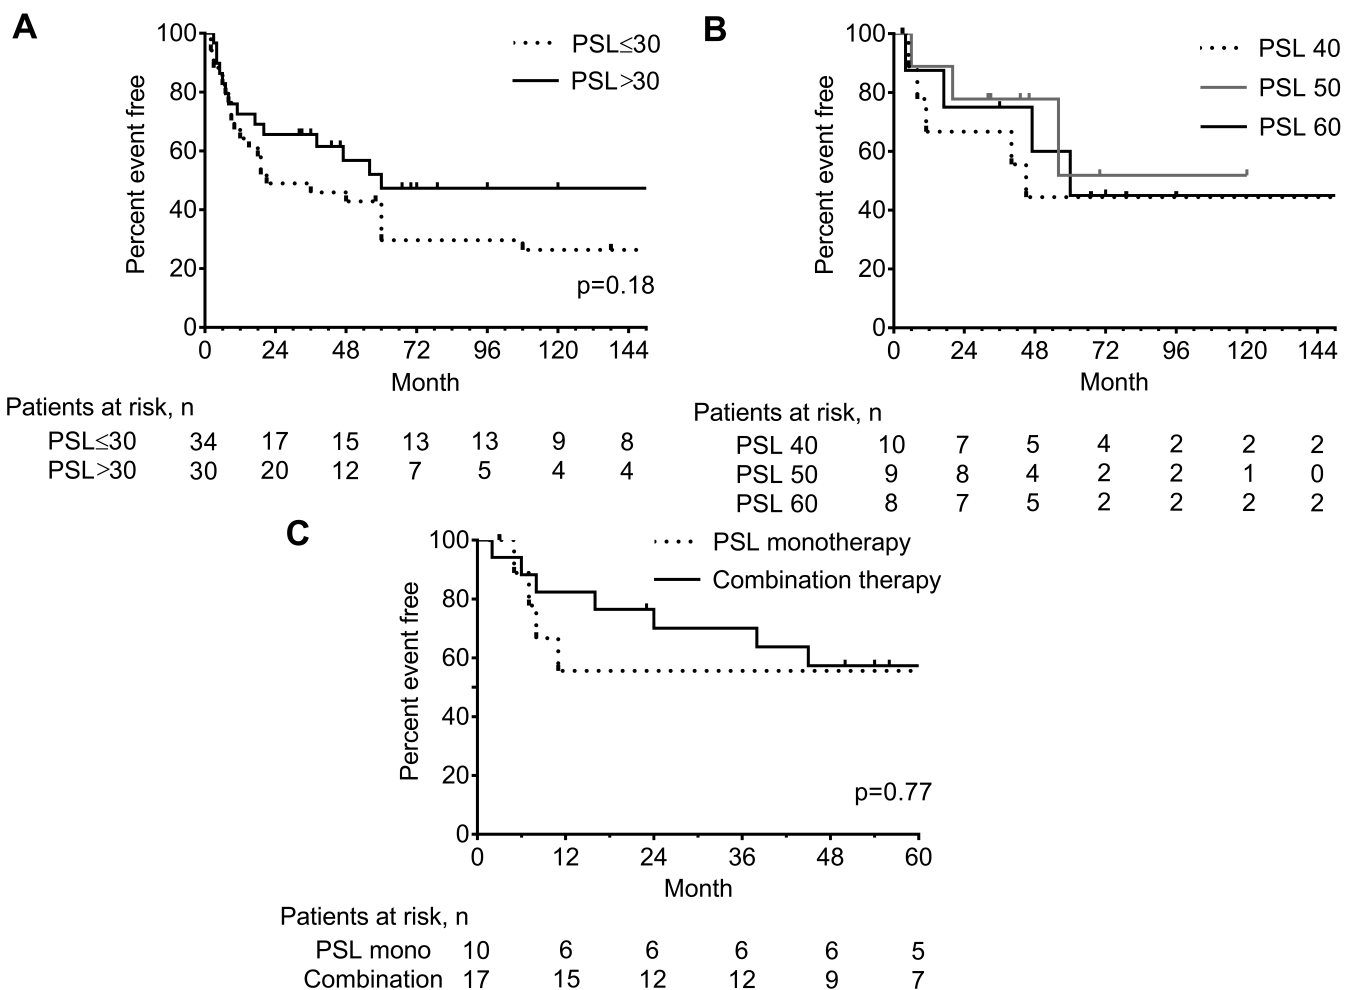 A
100
80
60
40
20
0
Percent event free
PSL≤30
PSL>30
p=0.18
0 24 48 72 96 120 144
Month
Patients at risk, n
PSL≤30 34 17 15 13 13 9 8
PSL>30 30 20 12 7 5 4 4
B
100
80
60
40
20
0
Percent event free
PSL 40
PSL 50
PSL 60
0 24 48 72 96 120 144
Month
Patients at risk, n
PSL 40 10 7 5 4 2 2 2
PSL 50 9 8 4 2 2 1 0
PSL 60 8 7 5 2 2 2 2
C
100
80
60
40
20
0
Percent event free
PSL monotherapy
Combination therapy
p=0.77
0 12 24 36 48 60
Month
Patients at risk, n
PSL mono 10 6 6 6 6 5
Combination 17 15 12 12 9 7